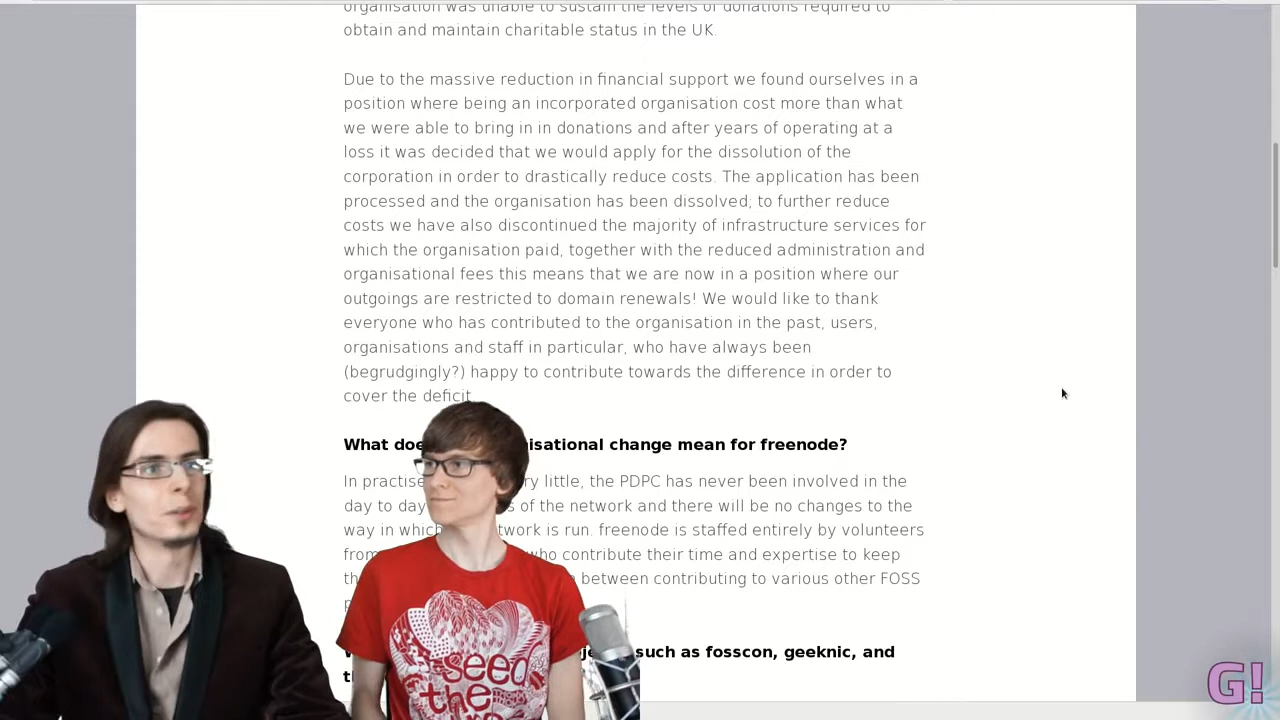 organisation was unable to sustain the levels of donations required to
obtain and maintain charitable status in the UK.
Due to the massive reduction in financial support we found ourselves in a
position where being an incorporated organisation cost more than what
we were able to bring in in donations and after years of operating at a
loss it was decided that we would apply for the dissolution of the
corporation in order to drastically reduce costs. The application has been
processed and the organisation has been dissolved; to further reduce
costs we have also discontinued the majority of infrastructure services for
which the organisation paid, together with the reduced administration and
organisational fees this means that we are now in a position where our
outgoings are restricted to domain renewals! We would like to thank
everyone who has contributed to the organisation in the past, users,
organisations and staff in particular, who have always been
(begrudgingly?) happy to contribute towards the difference in order to
cover the deficit.
What does isational change mean for freenode?
In practise ry little, the PDPC has never been involved in the
day to day s of the network and there will be no changes to the
way in which twork is run. freenode is staffed entirely by volunteers
from who contribute their time and expertise to keep
between contributing to various other FOSS
such as fosscon, geeknic, and
seed
the
G!